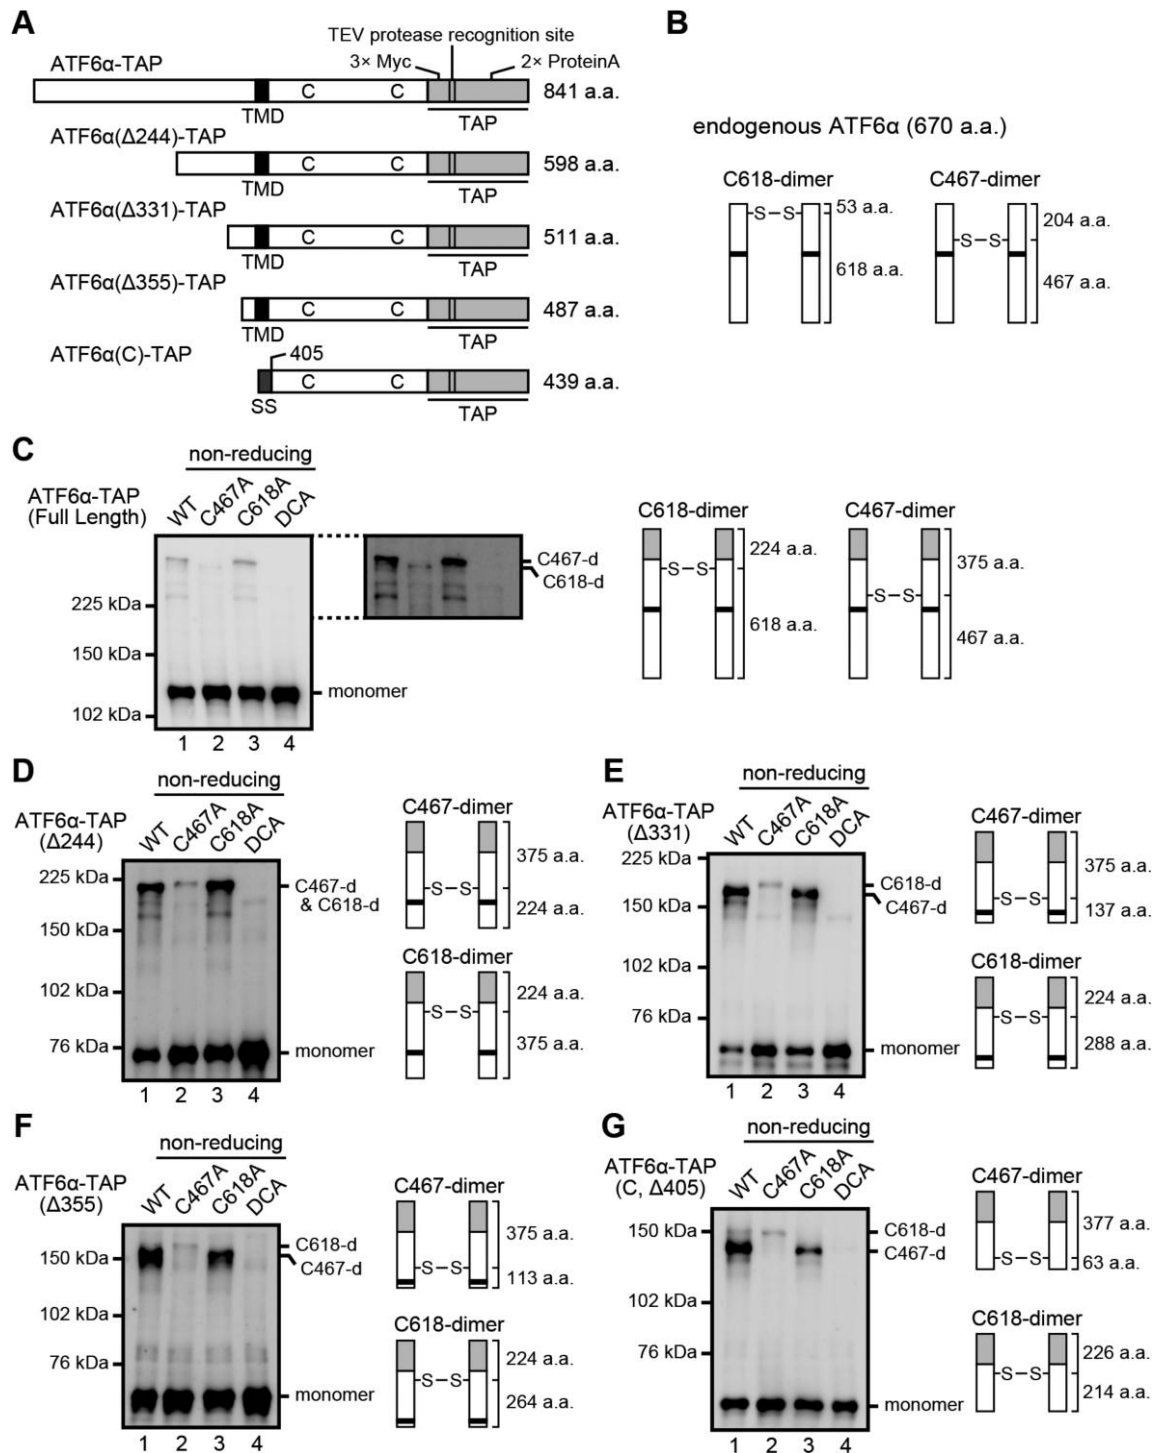 A
TEV protease recognition site
3× Myc
2× ProteinA
ATF6α-TAP
C
C
841 a.a.
TMD
TAP
ATF6α(Δ244)-TAP
C
C
598 a.a.
TMD
TAP
ATF6α(Δ331)-TAP
C
C
511 a.a.
TMD
TAP
ATF6α(Δ355)-TAP
C
C
487 a.a.
TMD
TAP
ATF6α(C)-TAP
405
C
C
439 a.a.
SS
TAP
B
endogenous ATF6α (670 a.a.)
C618-dimer
S–S
53 a.a.
618 a.a.
C467-dimer
S–S
204 a.a.
467 a.a.
C
non-reducing
ATF6α-TAP
(Full Length)
WT
C467A
C618A
DCA
225 kDa
150 kDa
102 kDa
C467-d
C618-d
monomer
1 2 3 4
C618-dimer
S–S
224 a.a.
618 a.a.
C467-dimer
S–S
375 a.a.
467 a.a.
D
non-reducing
ATF6α-TAP
(Δ244)
WT
C467A
C618A
DCA
225 kDa
150 kDa
102 kDa
76 kDa
C467-d
& C618-d
monomer
1 2 3 4
C467-dimer
S–S
375 a.a.
224 a.a.
C618-dimer
S–S
224 a.a.
375 a.a.
E
non-reducing
ATF6α-TAP
(Δ331)
WT
C467A
C618A
DCA
225 kDa
150 kDa
102 kDa
76 kDa
C618-d
C467-d
monomer
1 2 3 4
C467-dimer
S–S
375 a.a.
137 a.a.
C618-dimer
S–S
224 a.a.
288 a.a.
F
non-reducing
ATF6α-TAP
(Δ355)
WT
C467A
C618A
DCA
150 kDa
102 kDa
76 kDa
C618-d
C467-d
monomer
1 2 3 4
C467-dimer
S–S
375 a.a.
113 a.a.
C618-dimer
S–S
224 a.a.
264 a.a.
G
non-reducing
ATF6α-TAP
(C, Δ405)
WT
C467A
C618A
DCA
150 kDa
102 kDa
76 kDa
C618-d
C467-d
monomer
1 2 3 4
C467-dimer
S–S
377 a.a.
63 a.a.
C618-dimer
S–S
226 a.a.
214 a.a.